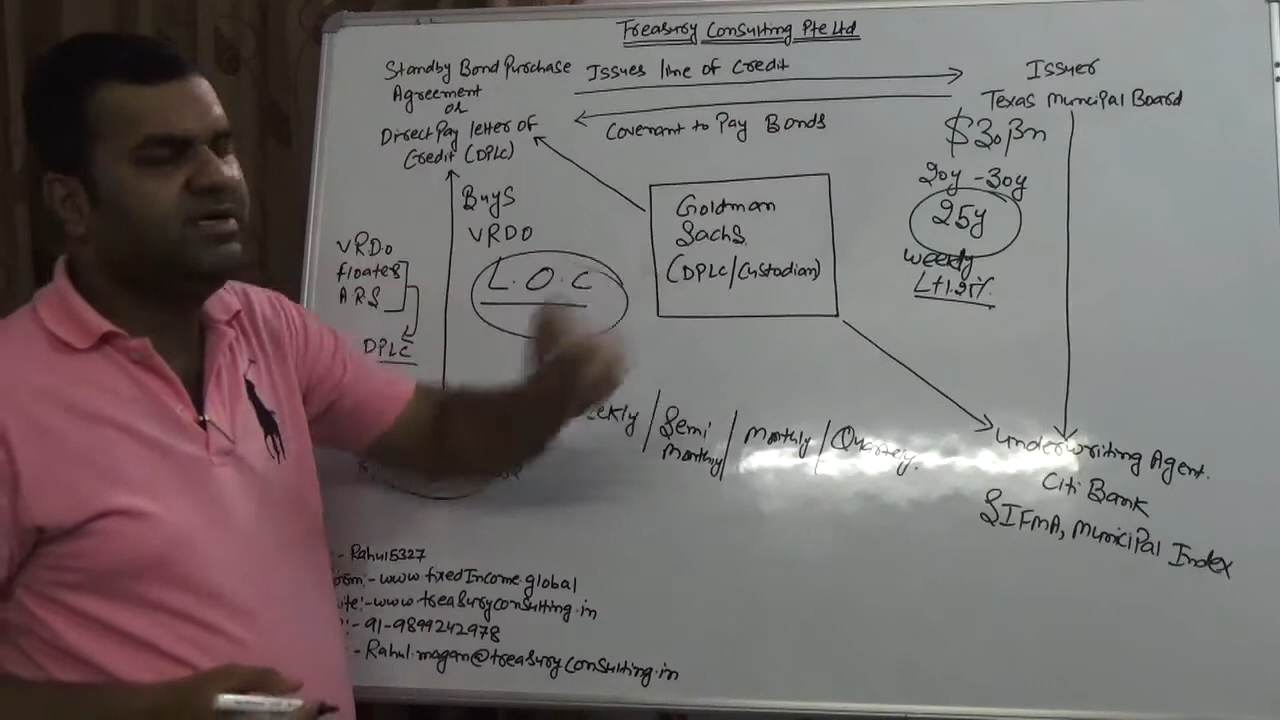 Treasury Consulting Pte Ltd
Standby Bond Purchase
Agreement
or
Direct Pay letter of
Credit (DPLC)
Issues line of Credit
Covenant to Pay Bonds
Issuer
Texas Muncipal Board
$30Bn
20y - 30y
25y
weekly
L+1.25%
Buys
VRDO
L.O.C
VRDO
floaters
ARS
DPLC
Goldman
Sachs
(DPLC/Custodian)
/Semi Monthly/ Monthly / Quartely.
Underwriting Agent.
Citi Bank
SIFMA, Municipal Index
:- Rahul5327
:- www fixedIncome.global
:- www.treasuryconsulting.in
:- 91-9899242978
:- Rahul.magan@treasuryconsulting.in